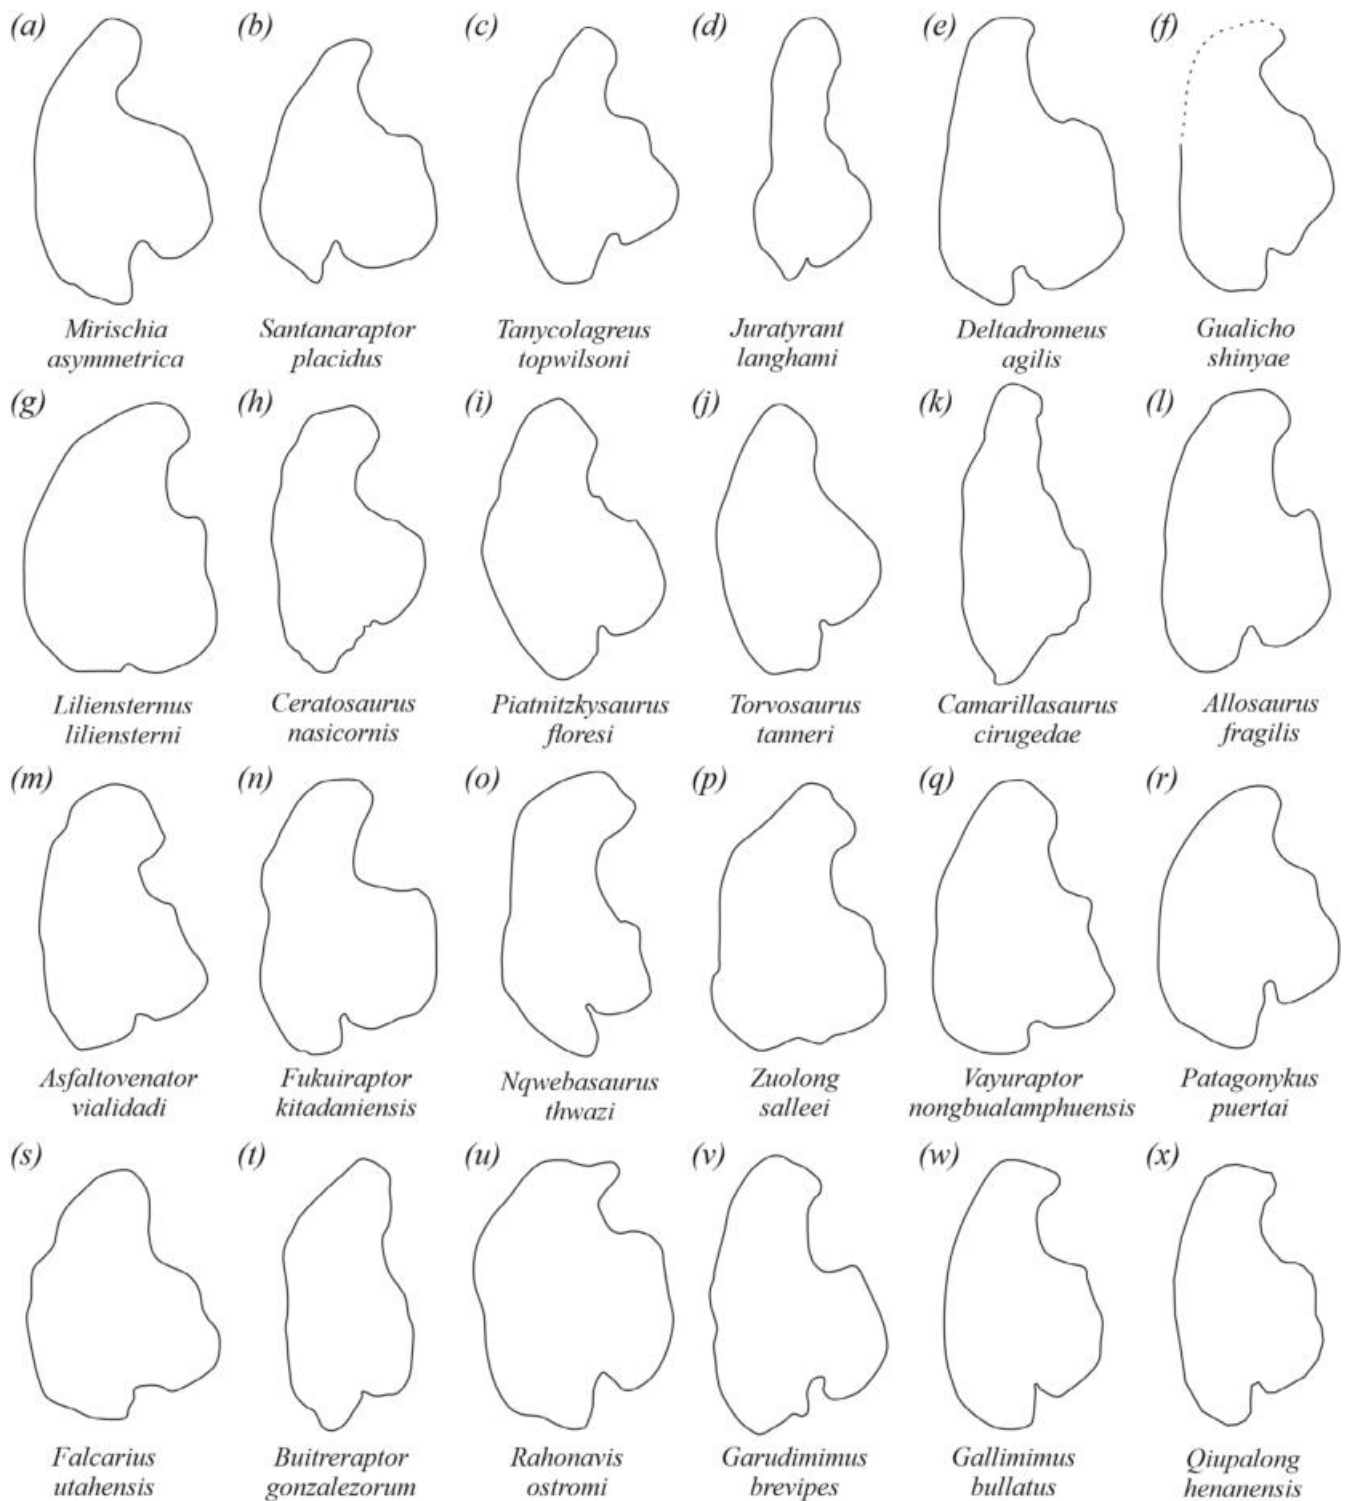 (a) (b) (c) (d) (e) (f)
Mirischia Santanaraptor Tanycolagreus Juratyrant Deltadromeus Gualicho
asymmetrica placidus topwilsoni langhami agilis shinyae
(g) (h) (i) (j) (k) (l)
Liliensternus Ceratosaurus Piatnitzkysaurus Torvosaurus Camarillasaurus Allosaurus
liliensterni nasicornis floresi tanneri cirugedae fragilis
(m) (n) (o) (p) (q) (r)
Asfaltovenator Fukuiraptor Nqwebasaurus Zuolong Vayuraptor Patagonykus
vialidadi kitadaniensis thwazi salleei nongbualamphuensis puertai
(s) (t) (u) (v) (w) (x)
Falcarius Buitreraptor Rahonavis Garudimimus Gallimimus Qiupalong
utahensis gonzalezorum ostromi brevipes bullatus henanensis